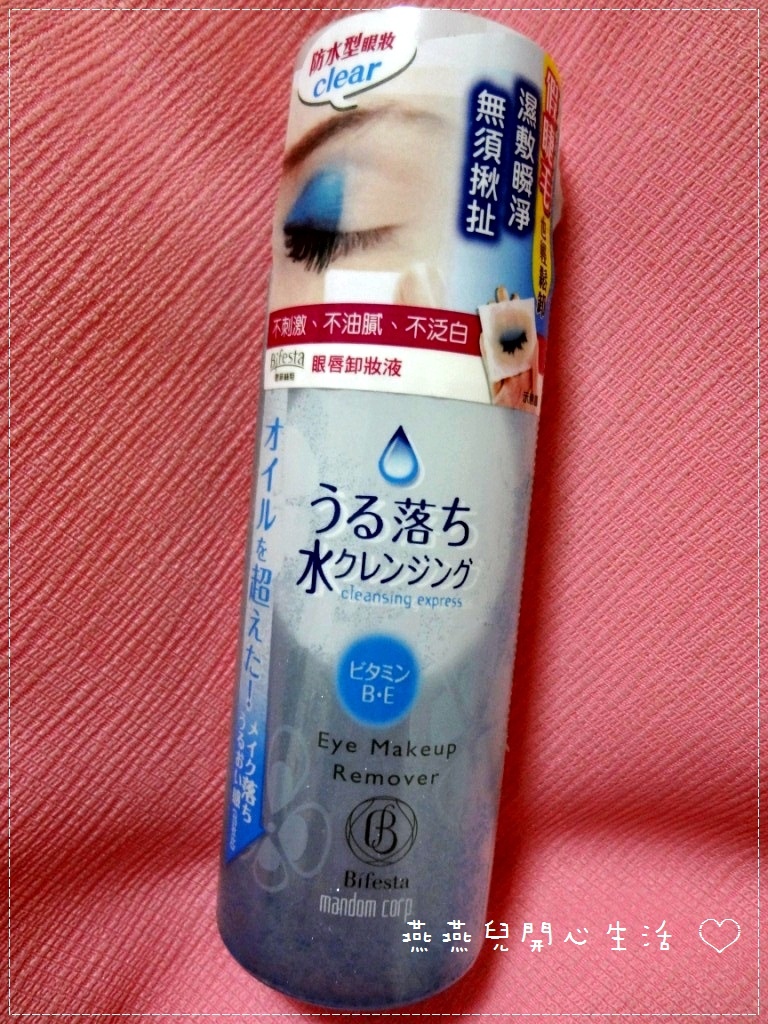 防水型眼妝
clear
濕敷瞬淨
無須揪扯
假睫毛
不刺激、不油膩、不泛白
Bifesta
眼唇卸妝液
うる落ち
水クレンジング
cleansing express
オイルを超えた!
メイク落ち
ビタミン
B・E
Eye Makeup
Remover
Bifesta
mandom corp.
燕燕兒開心生活 ♡